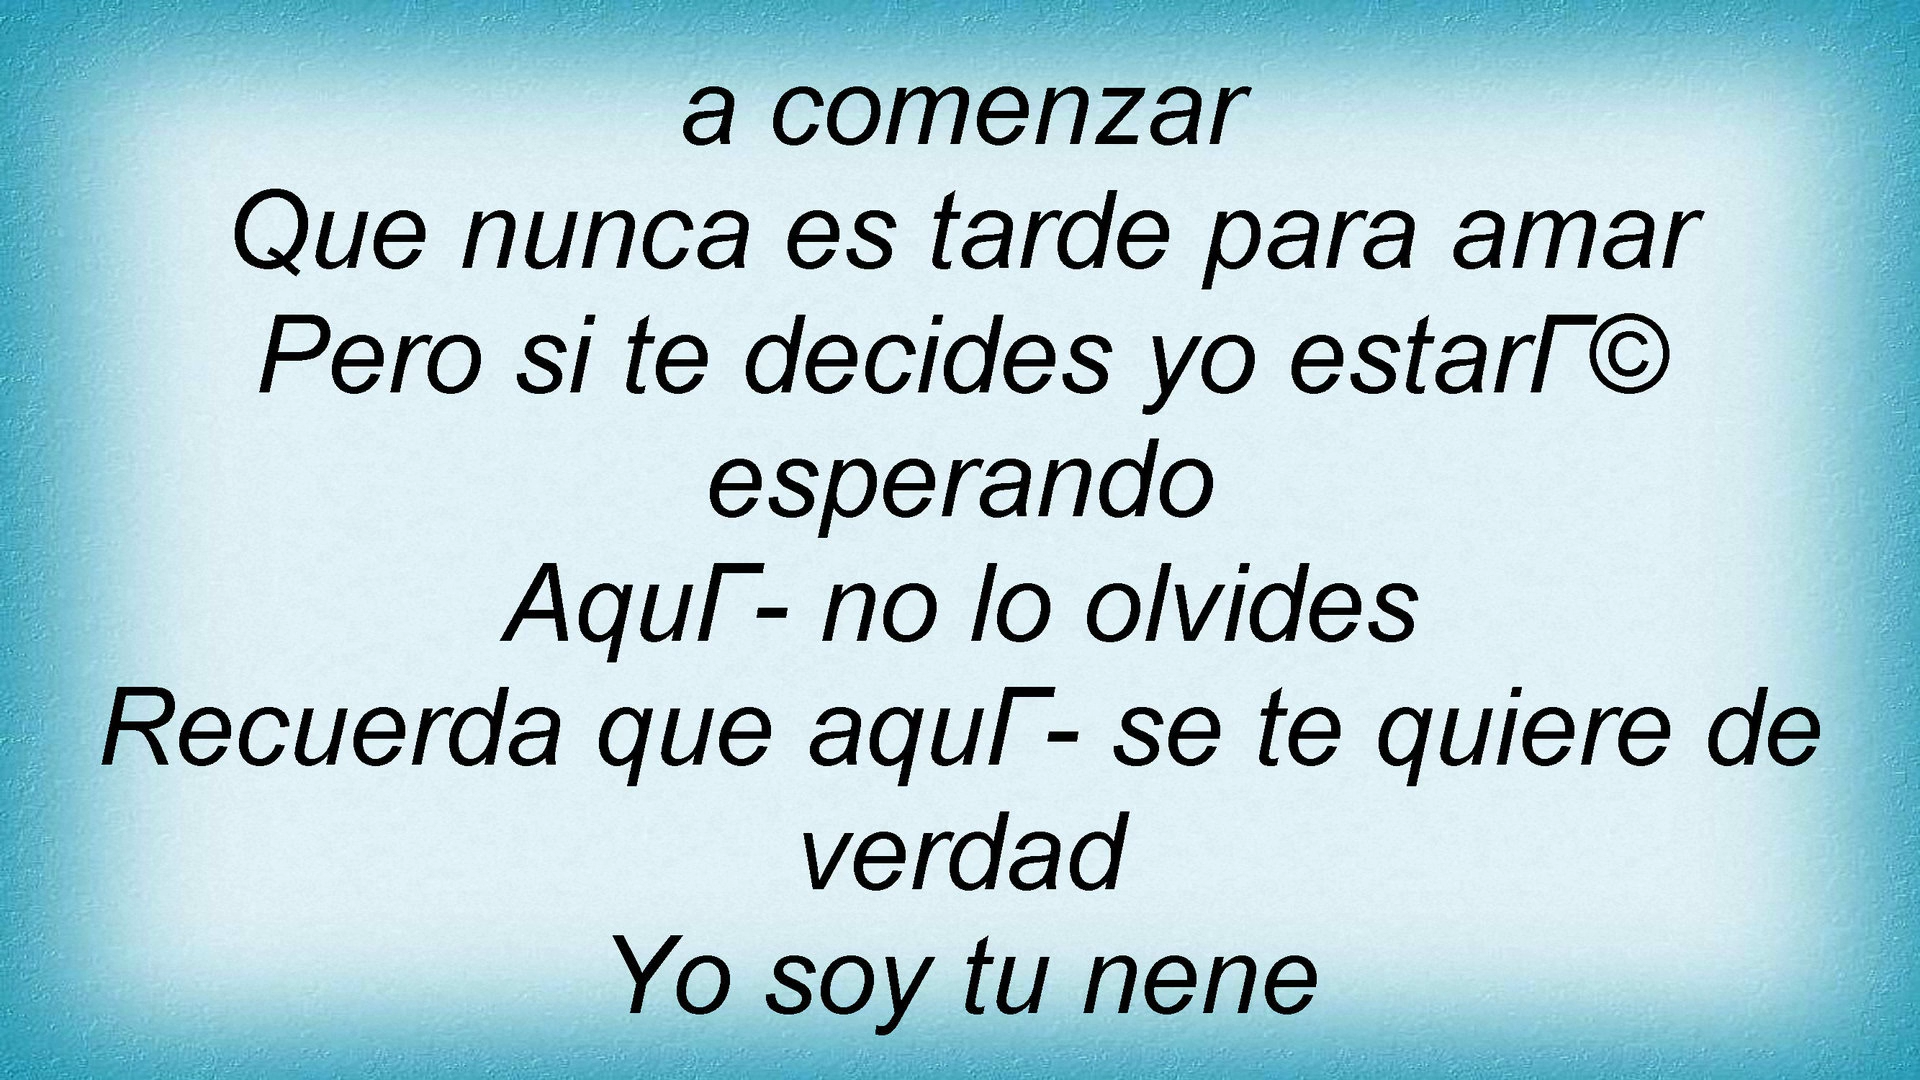 a comenzar
Que nunca es tarde para amar
Pero si te decides yo estarГ©
esperando
AquГ- no lo olvides
Recuerda que aquГ- se te quiere de
verdad
Yo soy tu nene